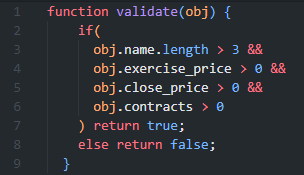 1 function validate(obj) {
2 if(
3 obj.name.length > 3 &&
4 obj.exercise_price > 0 &&
5 obj.close_price > 0 &&
6 obj.contracts > 0
7 ) return true;
8 else return false;
9 }